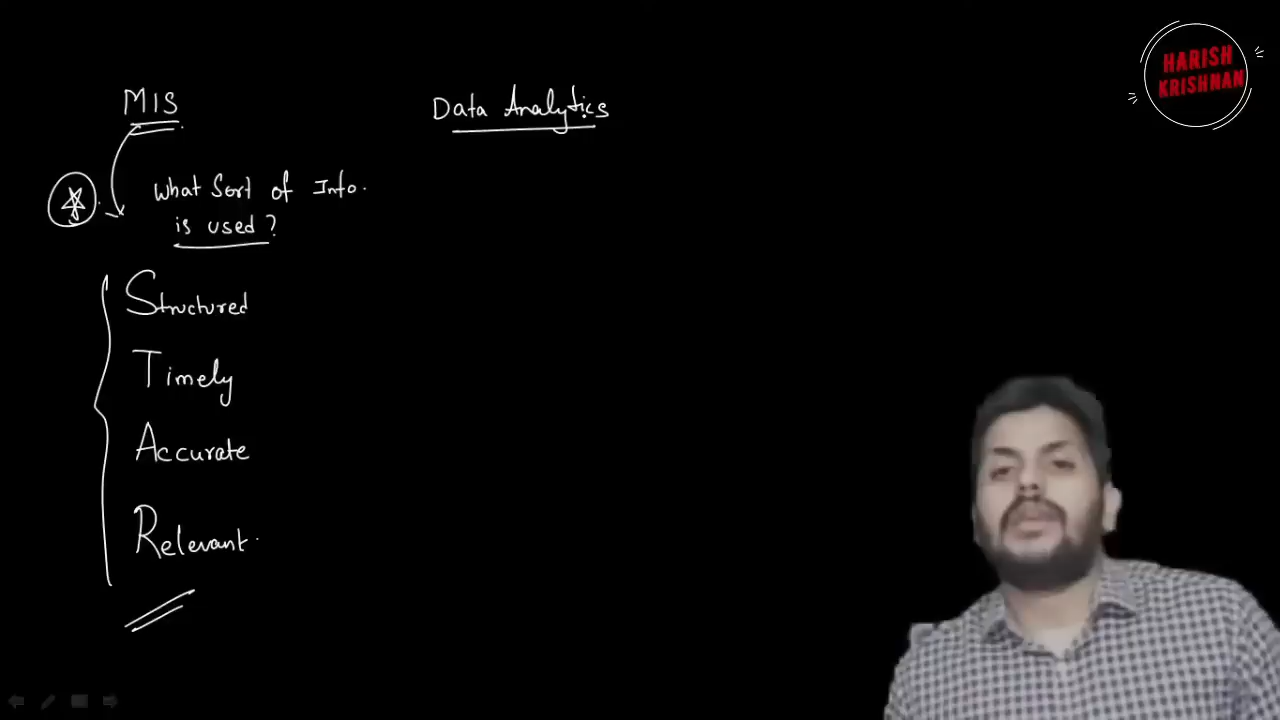 MIS
Data Analytics
What Sort of Info.
is used?
Structured
Timely
Accurate
Relevant.
HARISH
KRISHNAN